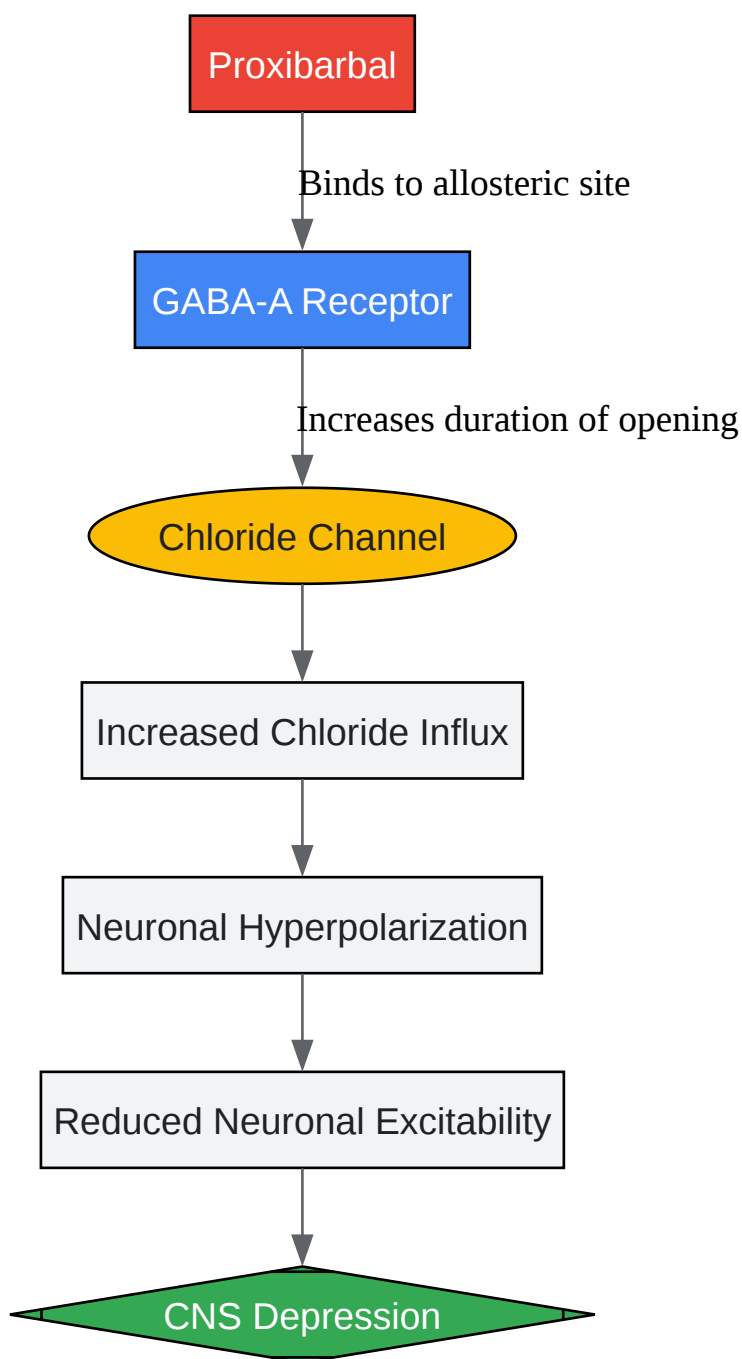 Proxibarbal
Binds to allosteric site
GABA-A Receptor
Increases duration of opening
Chloride Channel
Increased Chloride Influx
Neuronal Hyperpolarization
Reduced Neuronal Excitability
CNS Depression